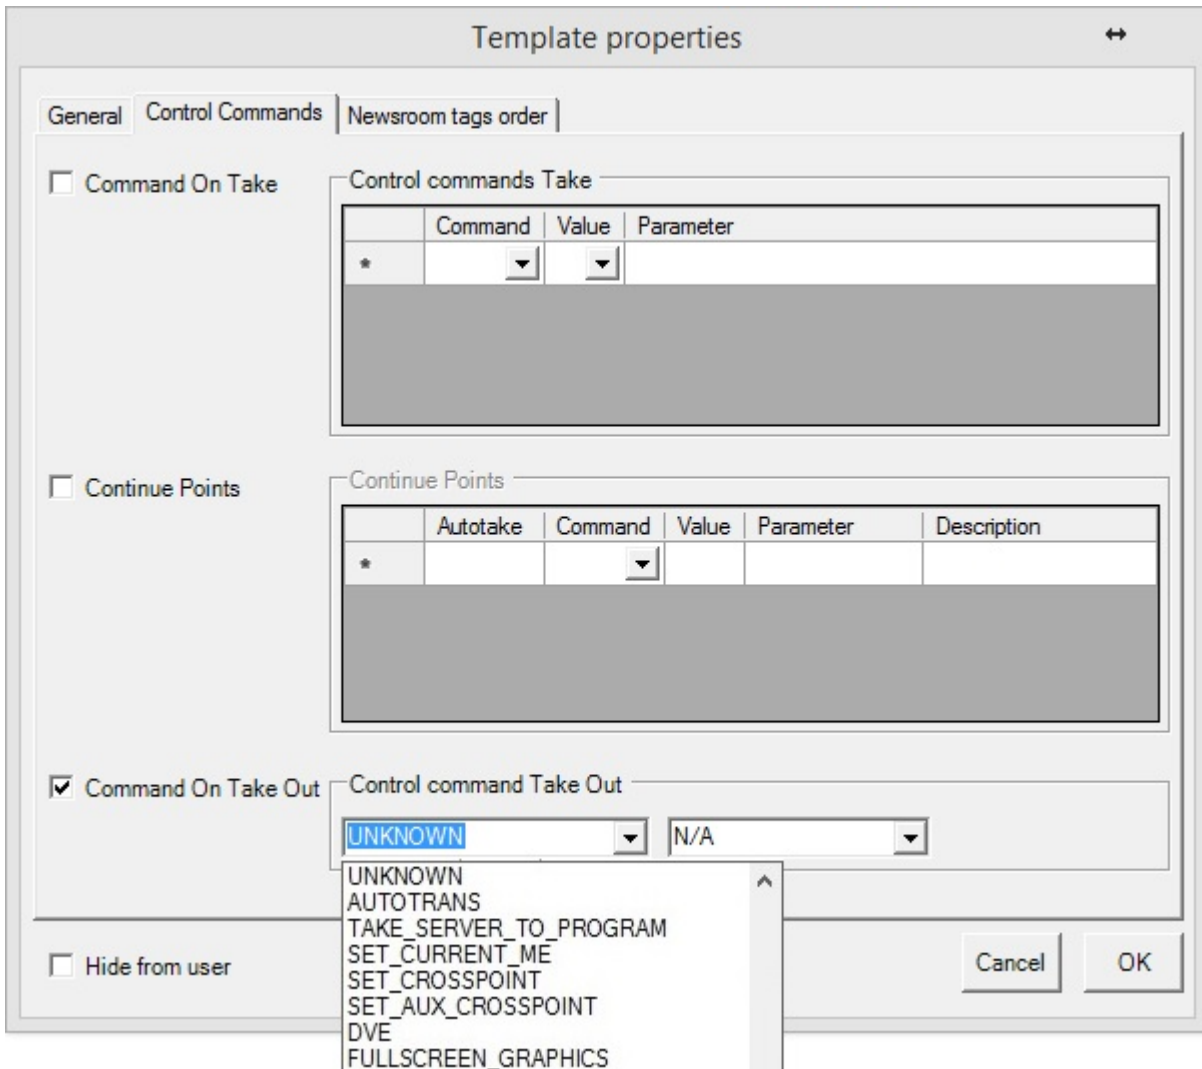 Template properties
General Control Commands Newsroom tags order
Command On Take
Control commands Take
Command Value Parameter
*
Continue Points
Continue Points
Autotake Command Value Parameter Description
*
Command On Take Out
Control command Take Out
UNKNOWN N/A
UNKNOWN
AUTOTRANS
TAKE_SERVER_TO_PROGRAM
SET_CURRENT_ME
SET_CROSSPOINT
SET_AUX_CROSSPOINT
DVE
FULLSCREEN_GRAPHICS
Hide from user
Cancel OK